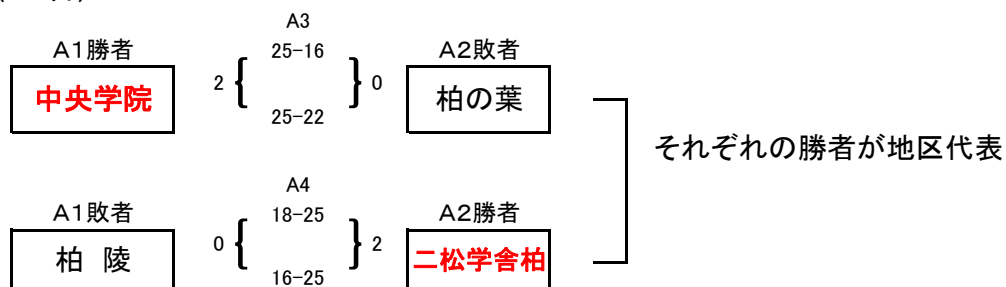 A3
A1勝者 25-16 A2敗者
中央学院 2 { } 0 柏の葉
25-22
それぞれの勝者が地区代表
A4
A1敗者 18-25 A2勝者
柏 陵 0 { } 2 二松学舎柏
16-25